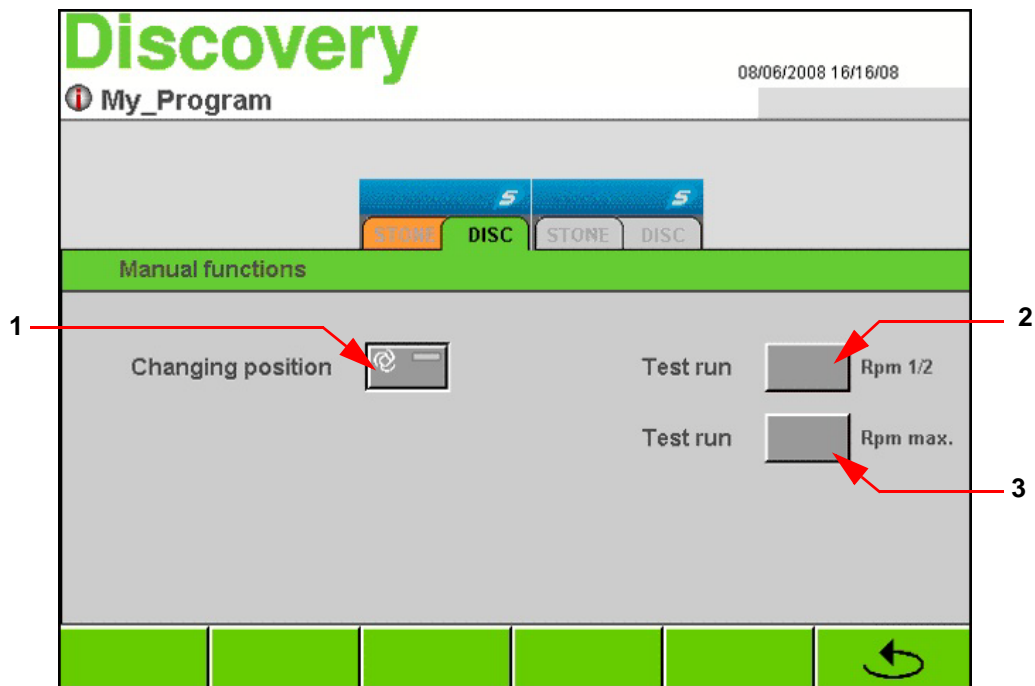 Discovery
08/06/2008 16/16/08
My_Program
STONE DISC STONE DISC
Manual functions
1
2
Changing position
Test run Rpm 1/2
Test run Rpm max.
3